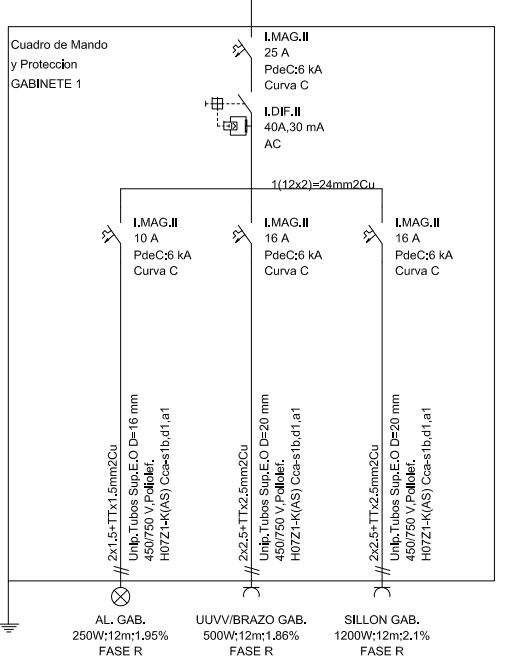 Cuadro de Mando
y Proteccion
GABINETE 1
I.MAG.II
25 A
PdeC:6 kA
Curva C
I.DIF.II
40A,30 mA
AC
1(12x2)=24mm2Cu
I.MAG.II
10 A
PdeC:6 kA
Curva C
I.MAG.II
16 A
PdeC:6 kA
Curva C
I.MAG.II
16 A
PdeC:6 kA
Curva C
2x1.5+TTx1.5mm2Cu
Unip.Tubos Sup.E.O D=16 mm
450/750 V,Poliolef.
H07Z1-K(AS) Cca-s1b,d1,a1
2x2.5+TTx2.5mm2Cu
Unip.Tubos Sup.E.O D=20 mm
450/750 V,Poliolef.
H07Z1-K(AS) Cca-s1b,d1,a1
2x2.5+TTx2.5mm2Cu
Unip.Tubos Sup.E.O D=20 mm
450/750 V,Poliolef.
H07Z1-K(AS) Cca-s1b,d1,a1
AL. GAB.
250W;12m;1.95%
FASE R
UUVV/BRAZO GAB.
500W;12m;1.86%
FASE R
SILLON GAB.
1200W;12m;2.1%
FASE R